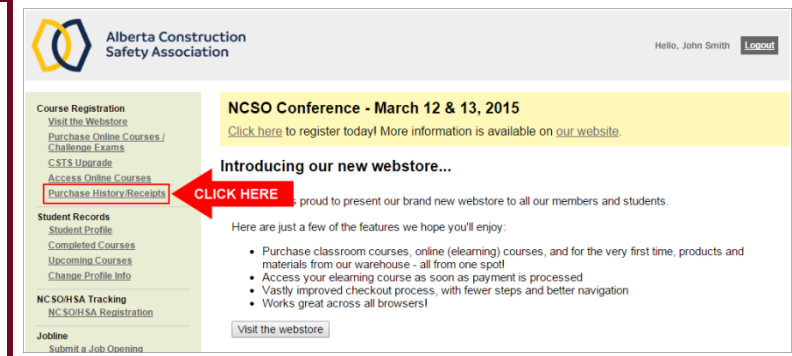 Alberta Construction
Safety Association
Hello, John Smith
Logout
Course Registration
Visit the Webstore
Purchase Online Courses /
Challenge Exams
CSTS Upgrade
Access Online Courses
Purchase History/Receipts
CLICK HERE
Student Records
Student Profile
Completed Courses
Upcoming Courses
Change Profile Info
NCSO/HSA Tracking
NCSO/HSA Registration
Jobline
Submit a Job Opening
NCSO Conference - March 12 & 13, 2015
Click here to register today! More information is available on our website.
Introducing our new webstore...
s proud to present our brand new webstore to all our members and students.
Here are just a few of the features we hope you'll enjoy:
• Purchase classroom courses, online (elearning) courses, and for the very first time, products and
materials from our warehouse - all from one spot!
• Access your elearning course as soon as payment is processed
• Vastly improved checkout process, with fewer steps and better navigation
• Works great across all browsers!
Visit the webstore